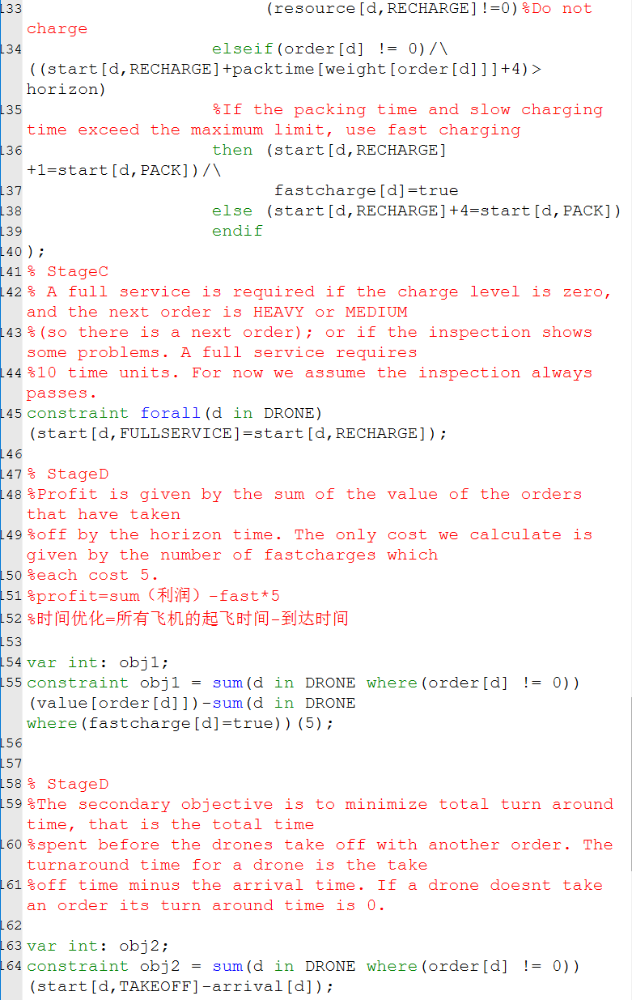 133                        (resource[d,RECHARGE]!=0)%Do not
charge
134                   elseif(order[d] != 0)/\
((start[d,RECHARGE]+packtime[weight[order[d]]]+4)>
horizon)
135                   %If the packing time and slow charging
time exceed the maximum limit, use fast charging
136                   then (start[d,RECHARGE]
+1=start[d,PACK])/\
137                         fastcharge[d]=true
138                   else (start[d,RECHARGE]+4=start[d,PACK])
139                   endif
140 );
141 % StageC
142 % A full service is required if the charge level is zero,
and the next order is HEAVY or MEDIUM
143 %(so there is a next order); or if the inspection shows
some problems. A full service requires
144 %10 time units. For now we assume the inspection always
passes.
145 constraint forall(d in DRONE)
(start[d,FULLSERVICE]=start[d,RECHARGE]);
146
147 % StageD
148 %Profit is given by the sum of the value of the orders
that have taken
149 %off by the horizon time. The only cost we calculate is
given by the number of fastcharges which
150 %each cost 5.
151 %profit=sum（利润）-fast*5
152 %时间优化=所有飞机的起飞时间-到达时间
153
154 var int: obj1;
155 constraint obj1 = sum(d in DRONE where(order[d] != 0))
(value[order[d]])-sum(d in DRONE
where(fastcharge[d]=true))(5);
156
157
158 % StageD
159 %The secondary objective is to minimize total turn around
time, that is the total time
160 %spent before the drones take off with another order. The
turnaround time for a drone is the take
161 %off time minus the arrival time. If a drone doesnt take
an order its turn around time is 0.
162
163 var int: obj2;
164 constraint obj2 = sum(d in DRONE where(order[d] != 0))
(start[d,TAKEOFF]-arrival[d]);